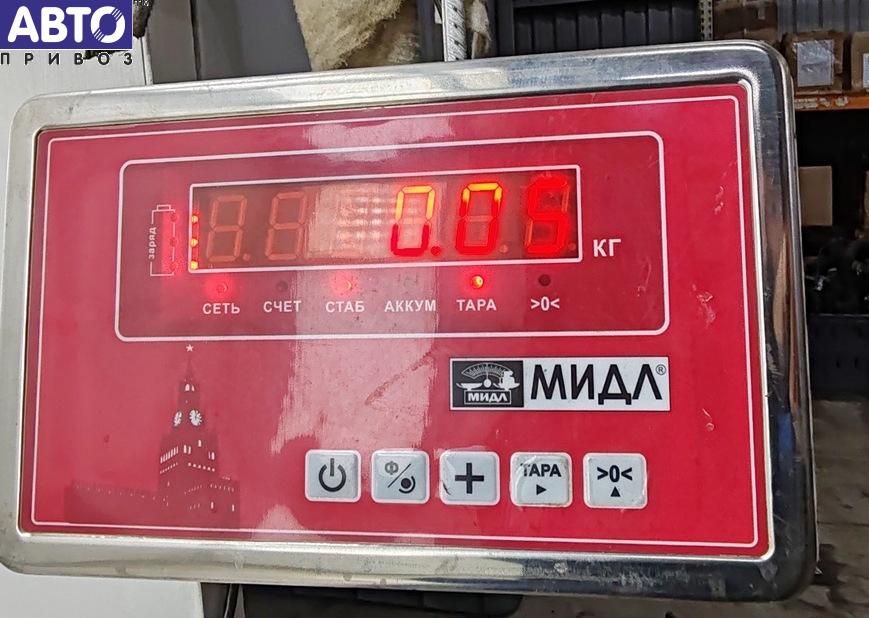 АВТО
ПРИВОЗ
заряд
0.05 КГ
СЕТЬ СЧЕТ СТАБ АККУМ ТАРА >0<
МИДЛ МИДЛ®
Ф + ТАРА >0<